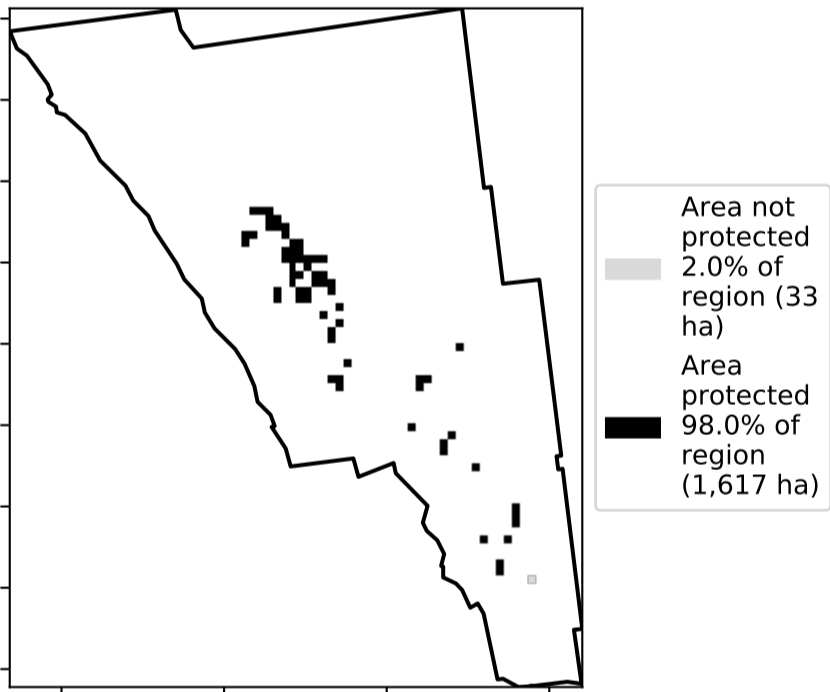 Area not
protected
2.0% of
region (33
ha)
Area
protected
98.0% of
region
(1,617 ha)